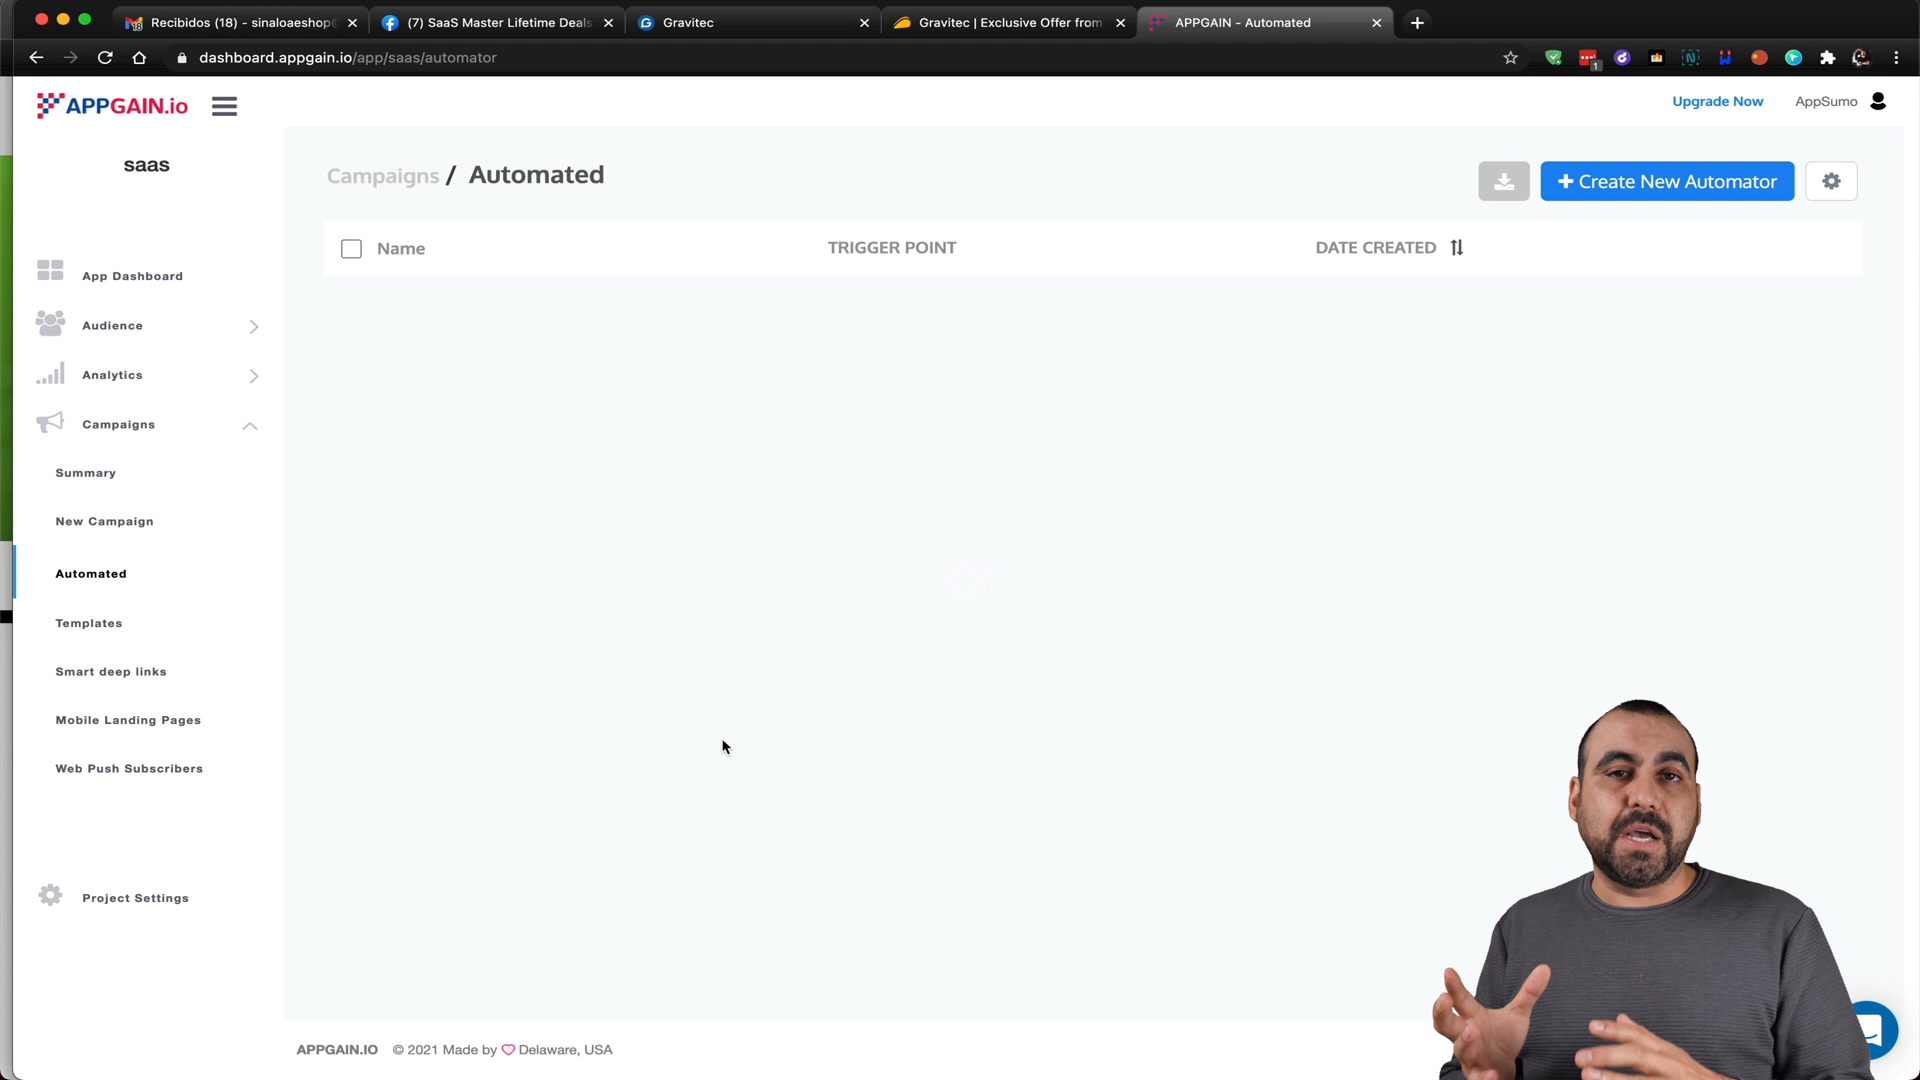 Recibidos (18) - sinaloaeshop@
(7) SaaS Master Lifetime Deals
Gravitec
Gravitec | Exclusive Offer from
APPGAIN - Automated
dashboard.appgain.io/app/saas/automator
1
APPGAIN.io
Upgrade Now
AppSumo
saas
Campaigns / Automated
+ Create New Automator
Name
TRIGGER POINT
DATE CREATED
App Dashboard
Audience
Analytics
Campaigns
Summary
New Campaign
Automated
Templates
Smart deep links
Mobile Landing Pages
Web Push Subscribers
Project Settings
APPGAIN.IO © 2021 Made by Delaware, USA